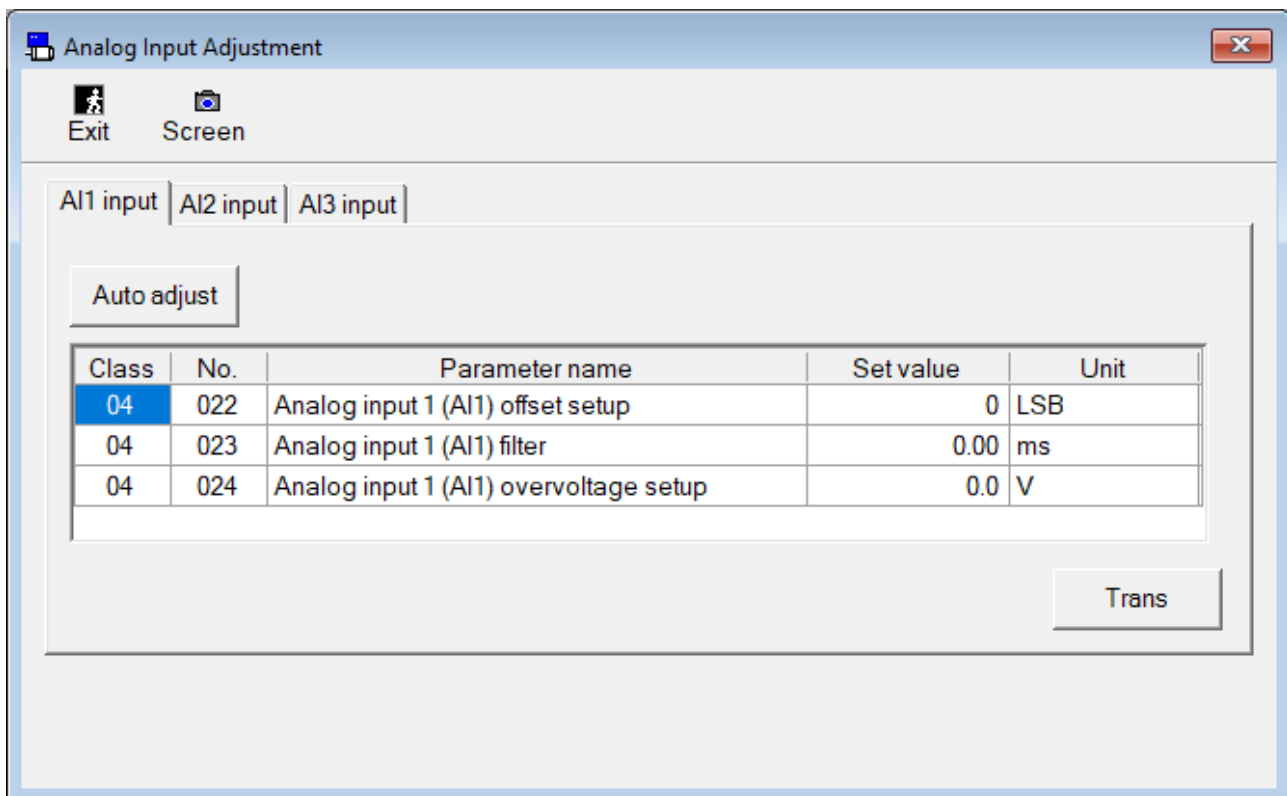 Analog Input Adjustment
Exit Screen
AI1 input AI2 input AI3 input
Auto adjust
Class No. Parameter name Set value Unit
04 022 Analog input 1 (AI1) offset setup 0 LSB
04 023 Analog input 1 (AI1) filter 0.00 ms
04 024 Analog input 1 (AI1) overvoltage setup 0.0 V
Trans